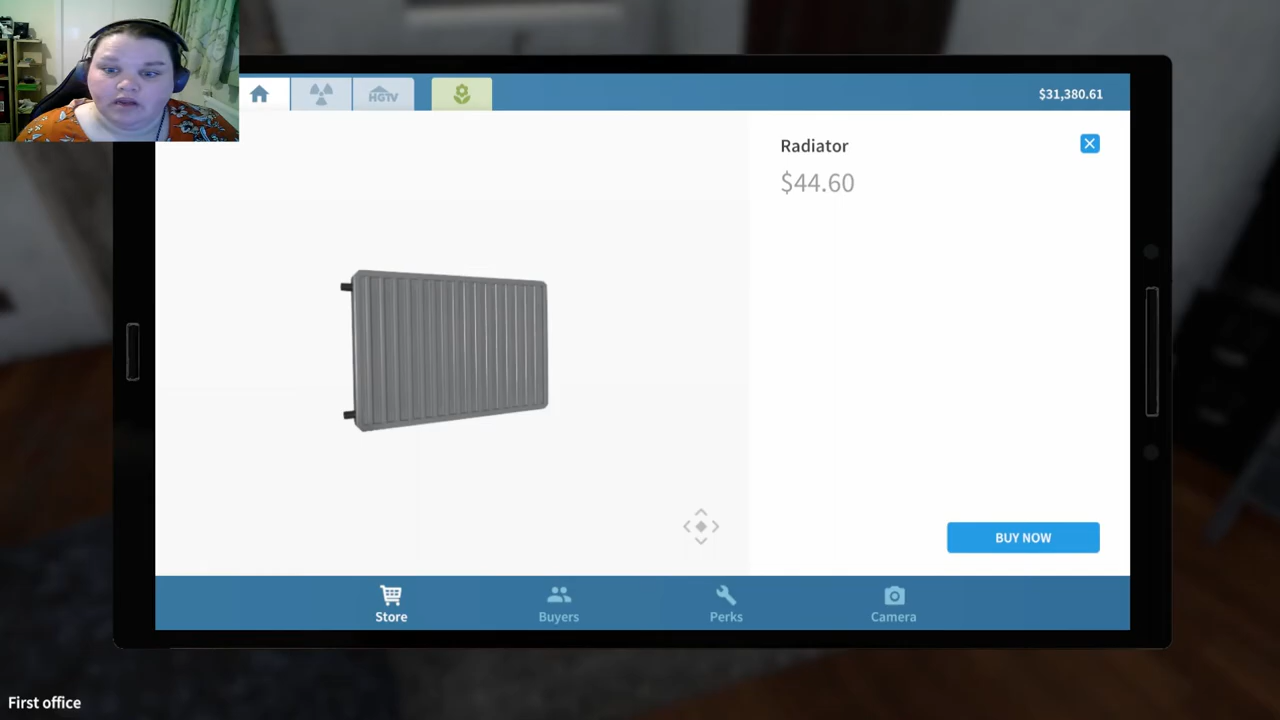 HGTV
$31,380.61
Radiator
$44.60
BUY NOW
Store
Buyers
Perks
Camera
First office